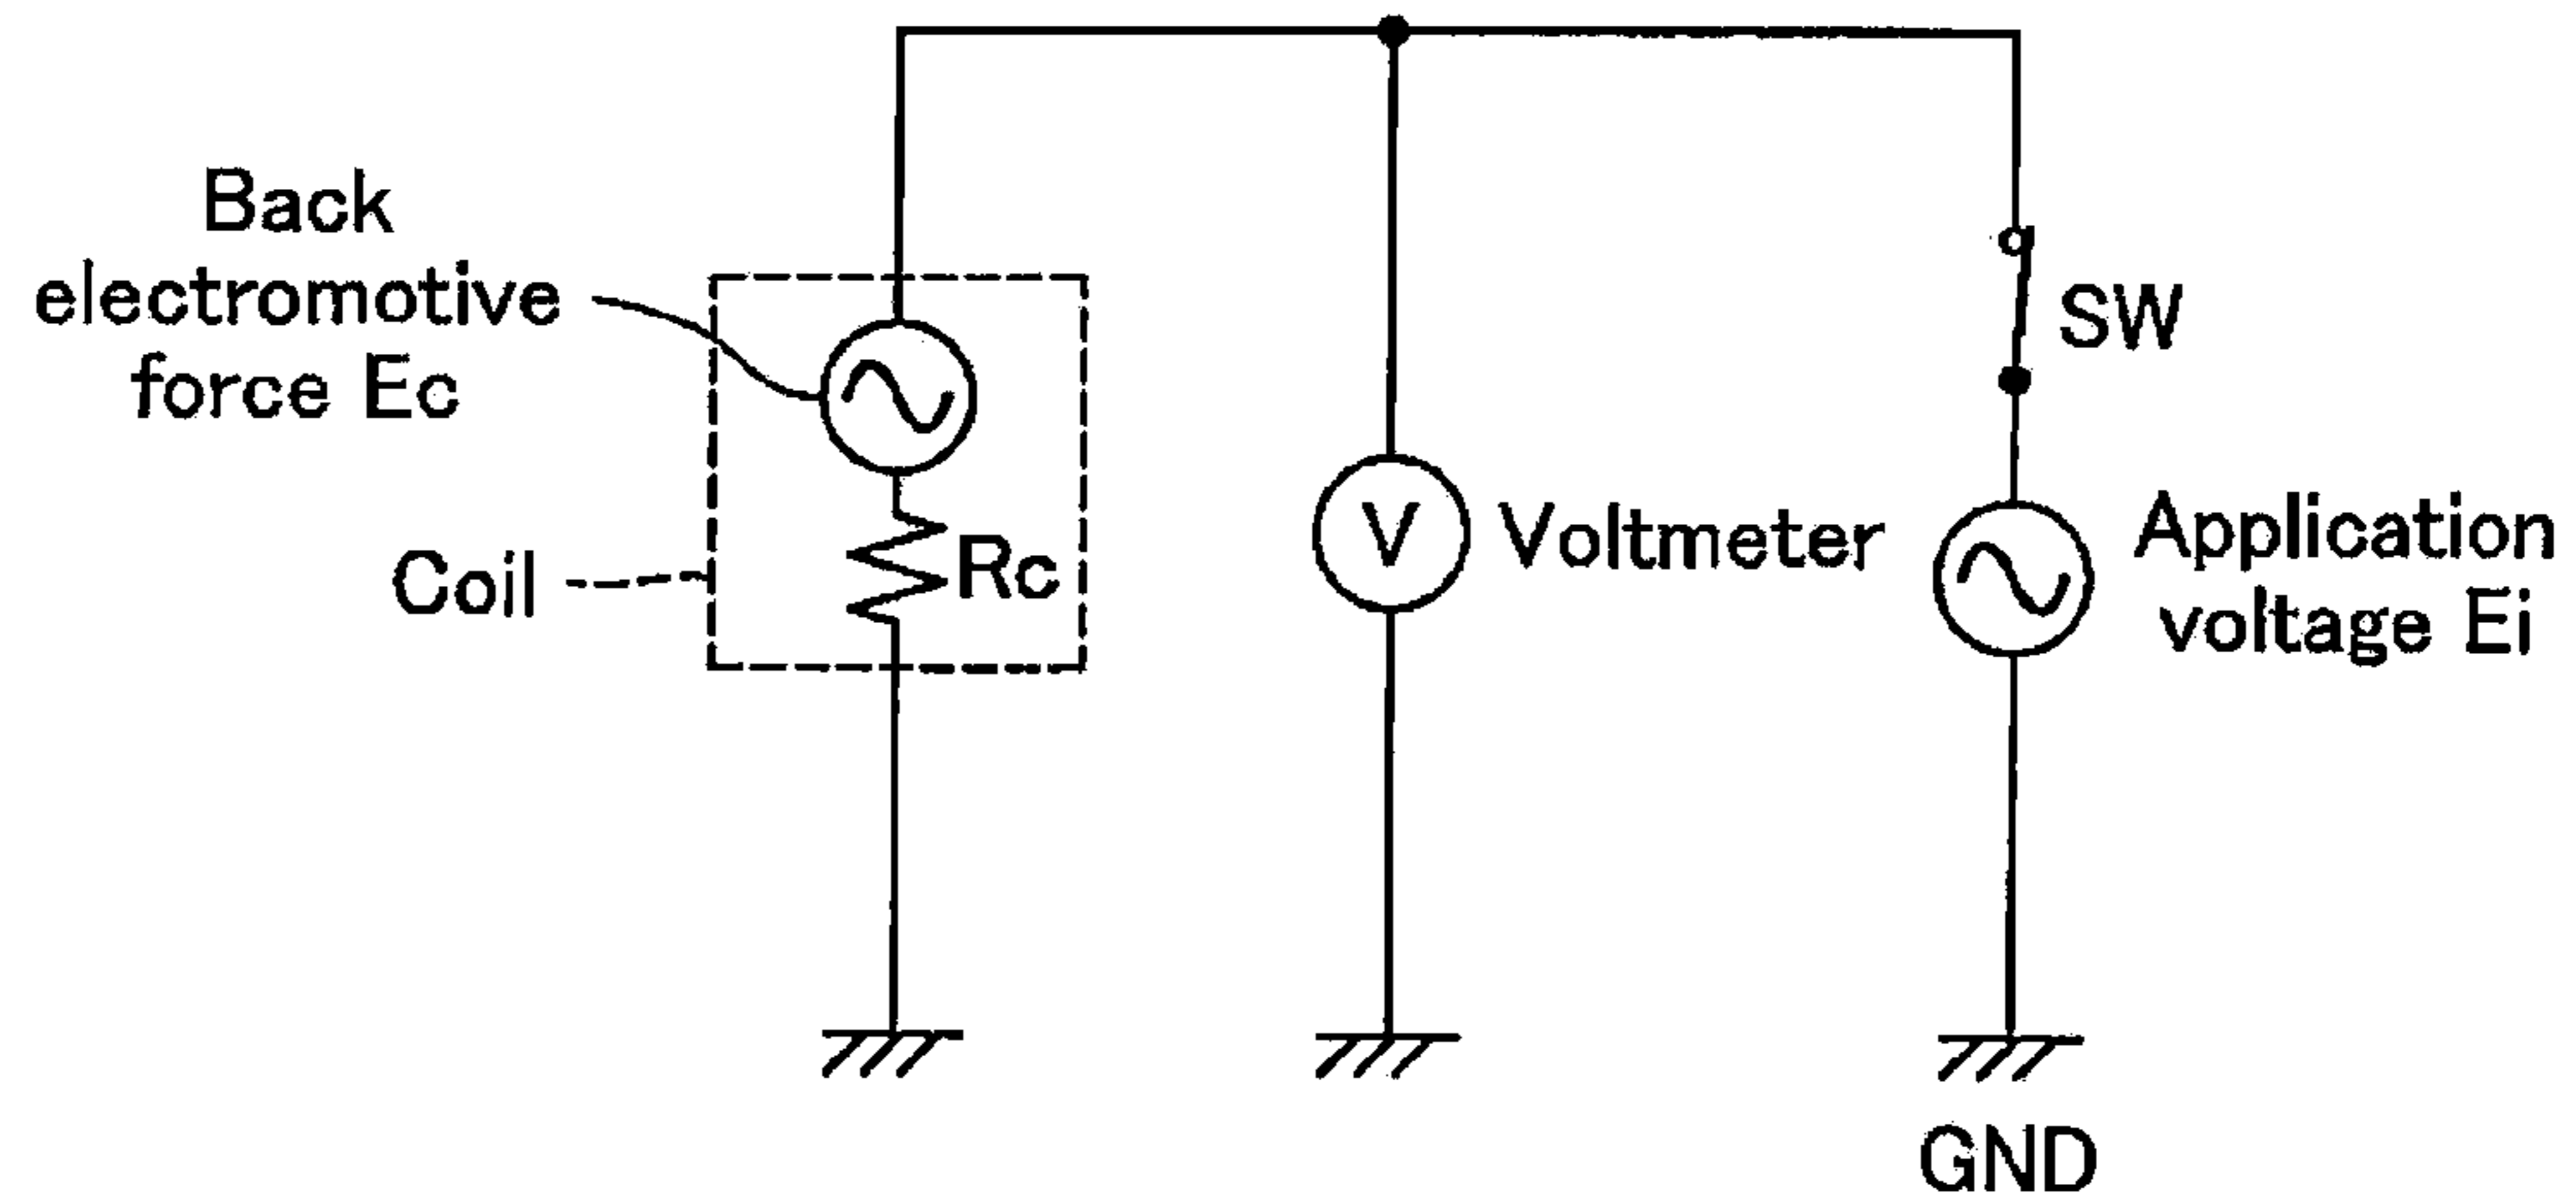 Back
electromotive
force Ec
SW
Coil
Rc
V
Voltmeter
Application
voltage Ei
GND